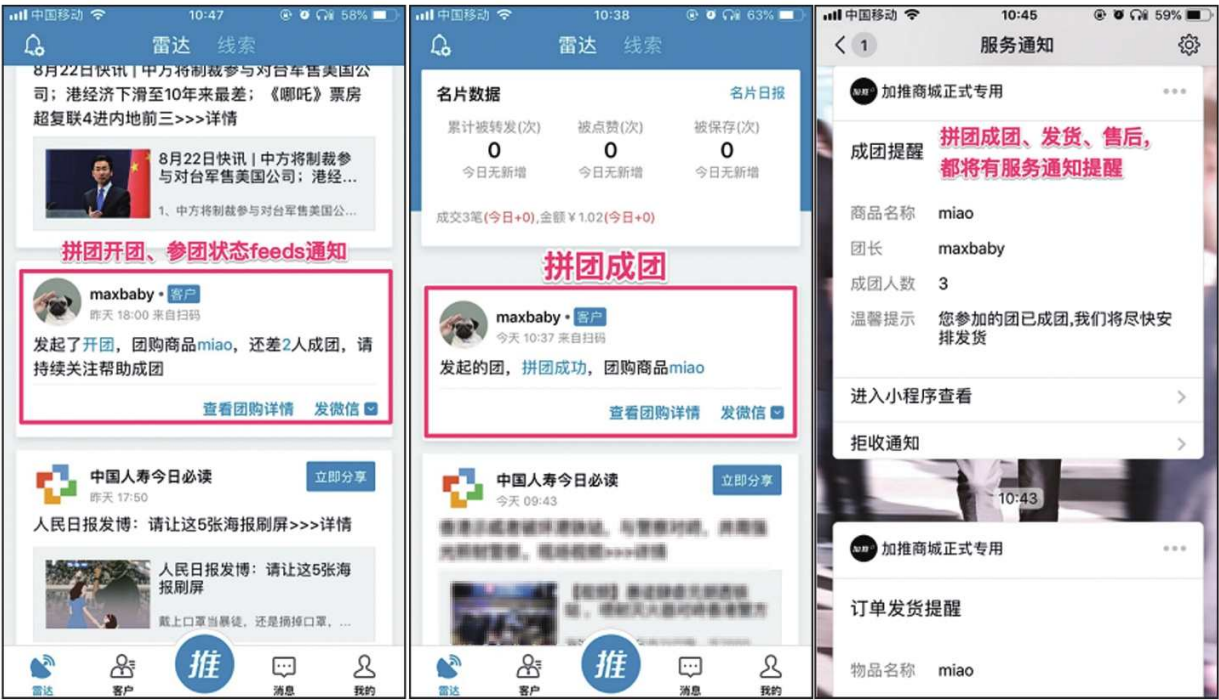 中国移动
10:47
58%
雷达 线索
8月22日快讯 | 中方将制裁参与对台军售美国公
司；港经济下滑至10年来最差；《哪吒》票房
超复联4进内地前三>>>详情
8月22日快讯 | 中方将制裁参
与对台军售美国公司；港经...
1、中方将制裁参与对台军售美国公...
拼团开团、参团状态feeds通知
maxbaby • 客户
昨天 18:00 来自扫码
发起了开团，团购商品miao，还差2人成团，请
持续关注帮助成团
查看团购详情 发微信
中国人寿今日必读
立即分享
昨天 17:50
人民日报发博：请让这5张海报刷屏>>>详情
人民日报发博：请让这5张海
报刷屏
戴上口罩当暴徒，还是摘掉口罩，...
雷达 客户 推 消息 我的
中国移动
10:38
63%
雷达 线索
名片数据
名片日报
累计被转发(次) 被点赞(次) 被保存(次)
0 0 0
今日无新增 今日无新增 今日无新增
成交3笔(今日+0),金额￥1.02(今日+0)
拼团成团
maxbaby • 客户
今天 10:37 来自扫码
发起的团，拼团成功，团购商品miao
查看团购详情 发微信
中国人寿今日必读
立即分享
今天 09:43
雷达 客户 推 消息 我的
中国移动
10:45
59%
1
服务通知
加推
加推商城正式专用
成团提醒
拼团成团、发货、售后，
都将有服务通知提醒
商品名称 miao
团长 maxbaby
成团人数 3
温馨提示 您参加的团已成团,我们将尽快安
排发货
进入小程序查看
拒收通知
10:43
加推
加推商城正式专用
订单发货提醒
物品名称 miao